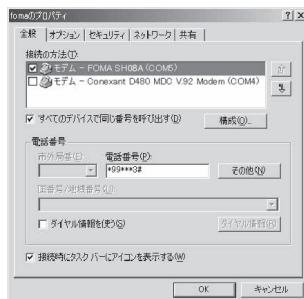 fomaのプロパティ
全般 オプション セキュリティ ネットワーク 共有
接続の方法(T):
モデム - FOMA SH08A (COM5)
モデム - Conexant D480 MDC V.92 Modem (COM4)
すべてのデバイスで同じ番号を呼び出す(D) 構成(O)...
電話番号
市外局番(E): 電話番号(P):
*99***3# その他(N)
国番号/地域番号(U):
ダイヤル情報を使う(S) ダイヤル情報(R)
接続時にタスク バーにアイコンを表示する(W)
OK キャンセル